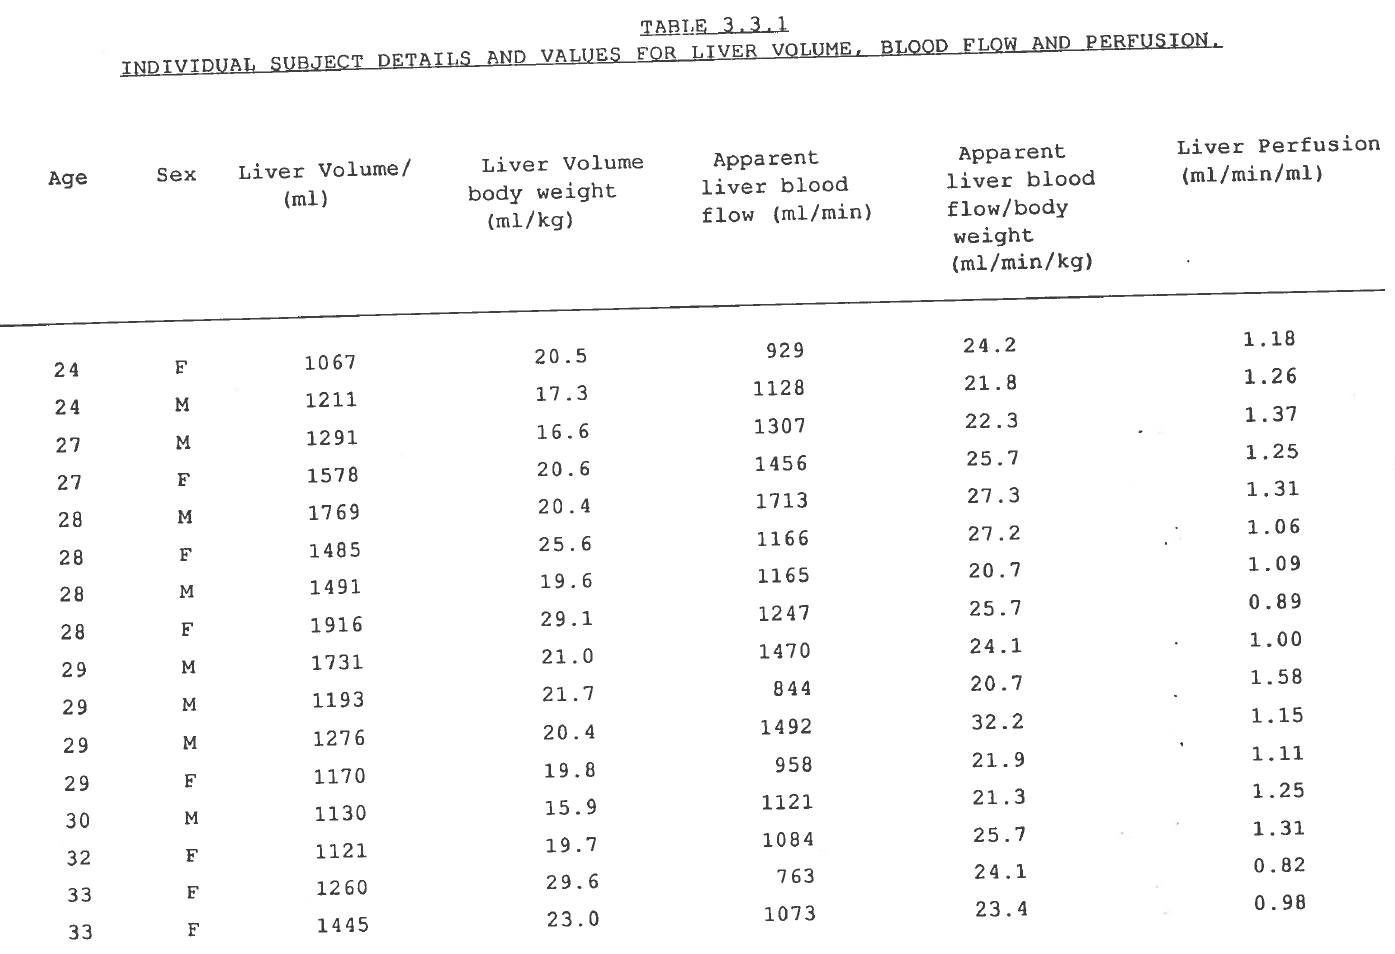 TABLE 3.3.1
INDIVIDUAL SUBJECT DETAILS AND VALUES FOR LIVER VOLUME, BLOOD FLOW AND PERFUSION.
Age Sex Liver Volume/ (ml) Liver Volume body weight (ml/kg) Apparent liver blood flow (ml/min) Apparent liver blood flow/body weight (ml/min/kg) Liver Perfusion (ml/min/ml)
24 F 1067 20.5 929 24.2 1.18
24 M 1211 17.3 1128 21.8 1.26
27 M 1291 16.6 1307 22.3 1.37
27 F 1578 20.6 1456 25.7 1.25
28 M 1769 20.4 1713 27.3 1.31
28 F 1485 25.6 1166 27.2 1.06
28 M 1491 19.6 1165 20.7 1.09
28 F 1916 29.1 1247 25.7 0.89
29 M 1731 21.0 1470 24.1 1.00
29 M 1193 21.7 844 20.7 1.58
29 M 1276 20.4 1492 32.2 1.15
29 F 1170 19.8 958 21.9 1.11
30 M 1130 15.9 1121 21.3 1.25
32 F 1121 19.7 1084 25.7 1.31
33 F 1260 29.6 763 24.1 0.82
33 F 1445 23.0 1073 23.4 0.98